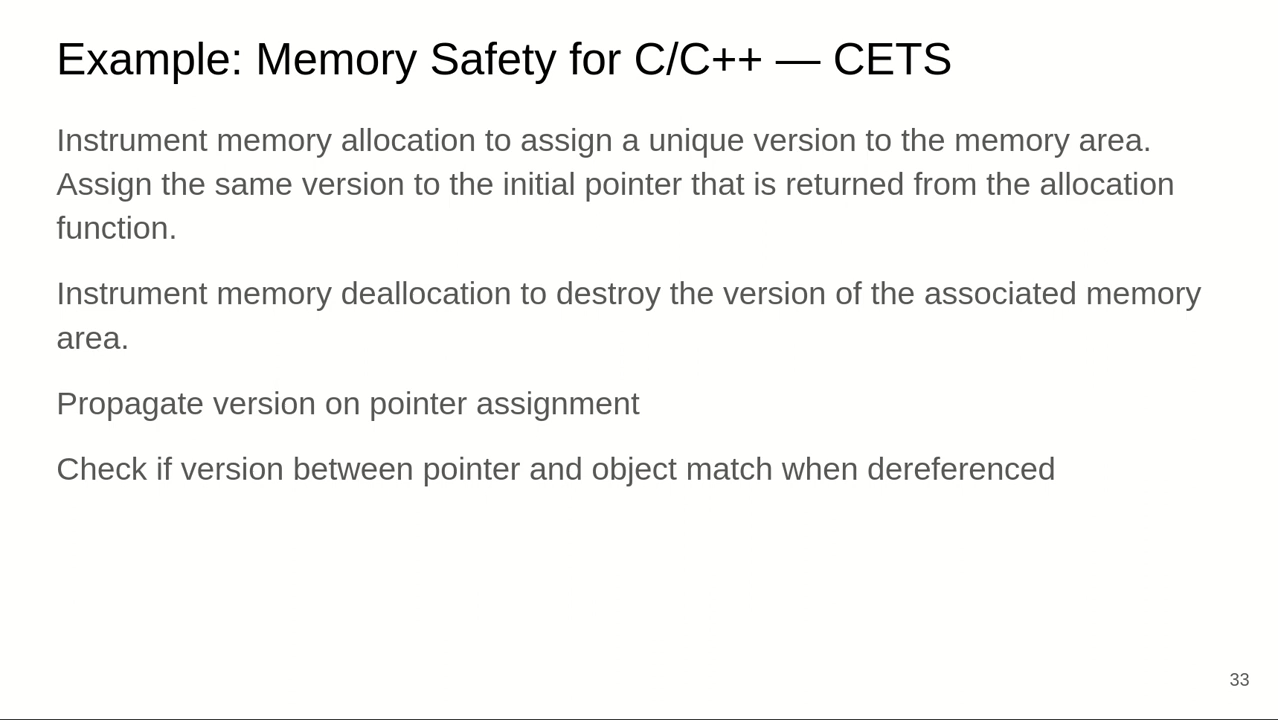 Example: Memory Safety for C/C++ — CETS
Instrument memory allocation to assign a unique version to the memory area.
Assign the same version to the initial pointer that is returned from the allocation
function.
Instrument memory deallocation to destroy the version of the associated memory
area.
Propagate version on pointer assignment
Check if version between pointer and object match when dereferenced
33